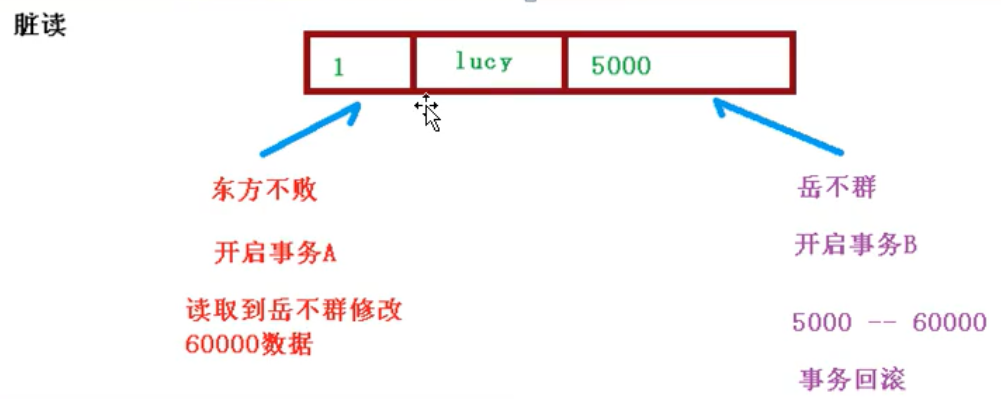 脏读
1 lucy 5000
东方不败
岳不群
开启事务A
开启事务B
读取到岳不群修改
60000数据
5000 -- 60000
事务回滚